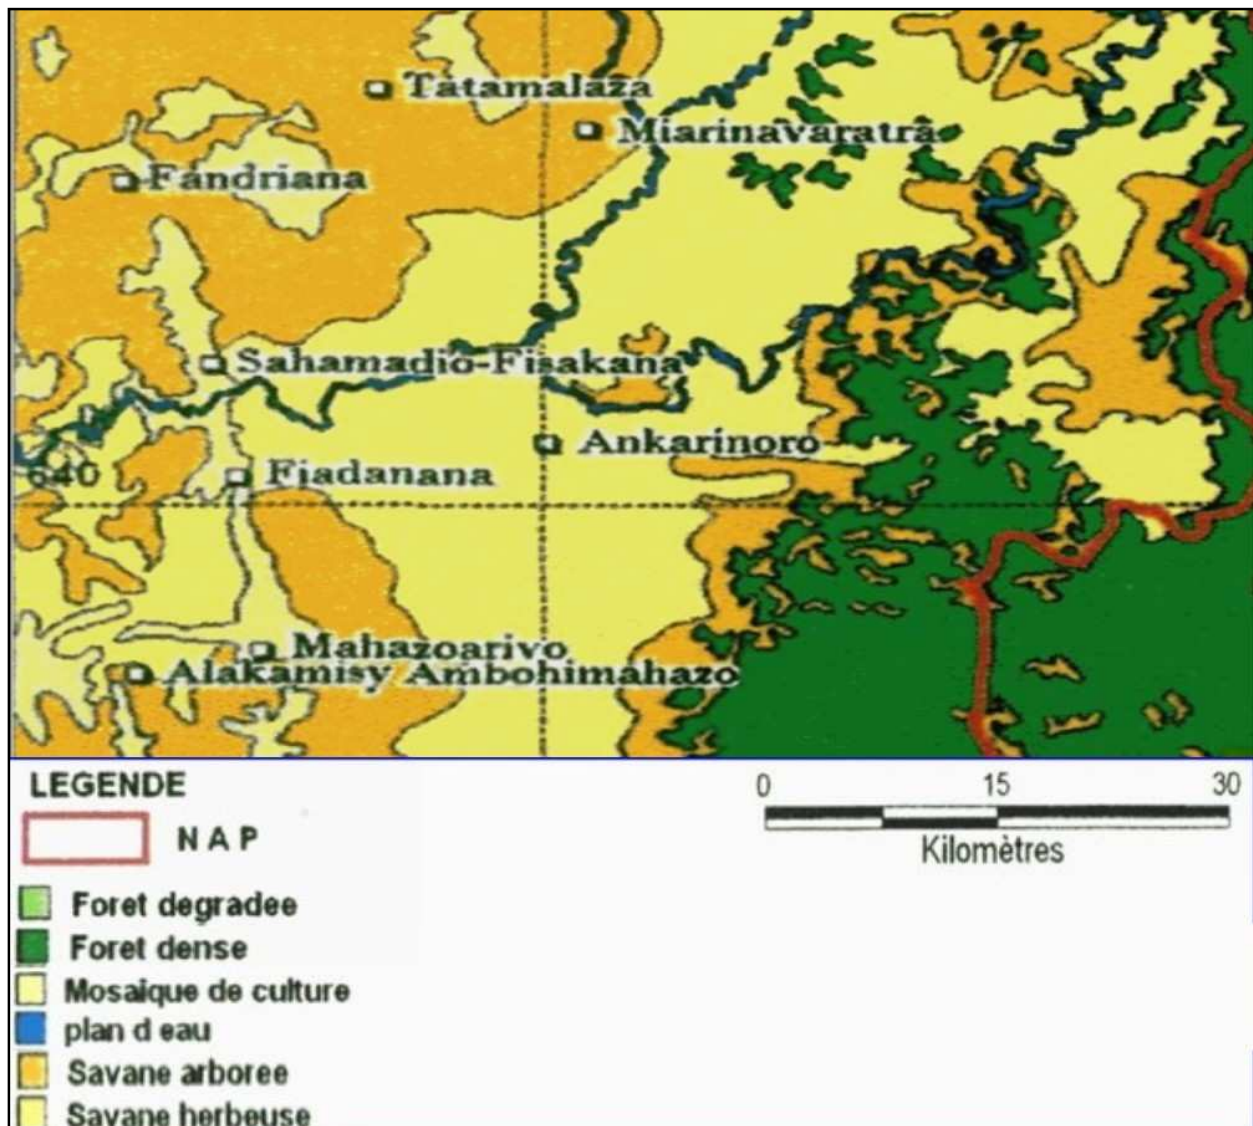 Tatamalaza
Miarinavaratra
Fandriana
Sahamadio-Fisakana
Ankarinoro
640
Fiadanana
Mahazoarivo
Alakamisy Ambohimahazo
LEGENDE
N A P
Foret degradee
Foret dense
Mosaique de culture
plan d eau
Savane arboree
Savane herbeuse
0 15 30
Kilomètres